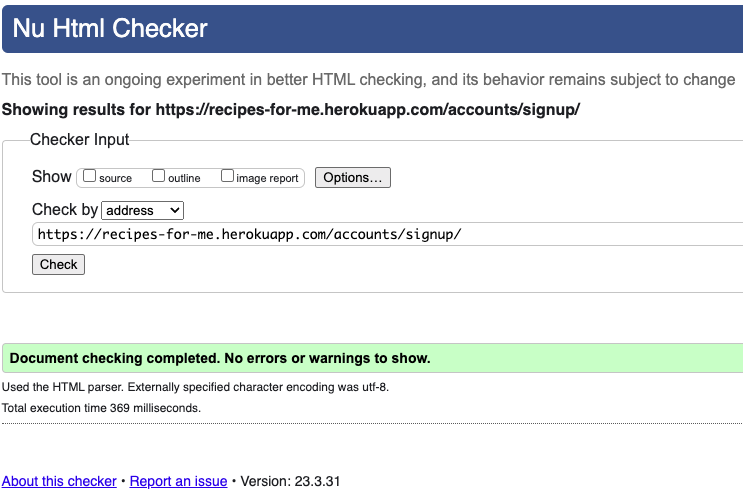 Nu Html Checker
This tool is an ongoing experiment in better HTML checking, and its behavior remains subject to change
Showing results for https://recipes-for-me.herokuapp.com/accounts/signup/
Checker Input
Show source outline image report Options...
Check by address
https://recipes-for-me.herokuapp.com/accounts/signup/
Check
Document checking completed. No errors or warnings to show.
Used the HTML parser. Externally specified character encoding was utf-8.
Total execution time 369 milliseconds.
About this checker • Report an issue • Version: 23.3.31